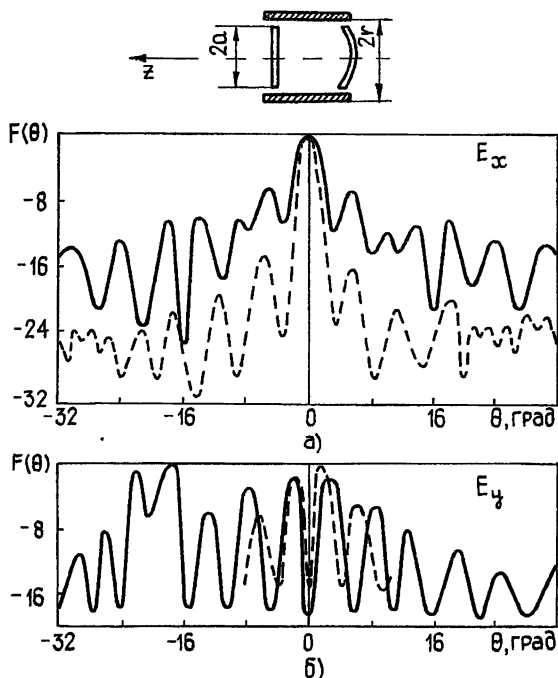 2a
2r
z
F(θ)
E_x
-8
-16
-24
-32
-32 -16 0 16 θ, град
а)
F(θ)
E_y
-8
-16
-32 -16 0 16 θ, град
б)